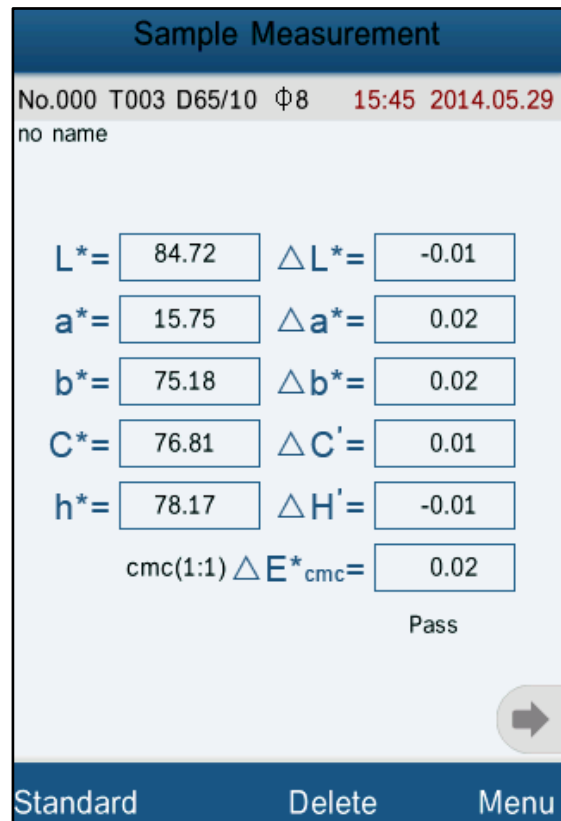 Sample Measurement
No.000 T003 D65/10 Φ8 15:45 2014.05.29
no name
L*= 84.72 △L*= -0.01
a*= 15.75 △a*= 0.02
b*= 75.18 △b*= 0.02
C*= 76.81 △C'= 0.01
h*= 78.17 △H'= -0.01
cmc(1:1) △E*cmc= 0.02
Pass
Standard Delete Menu